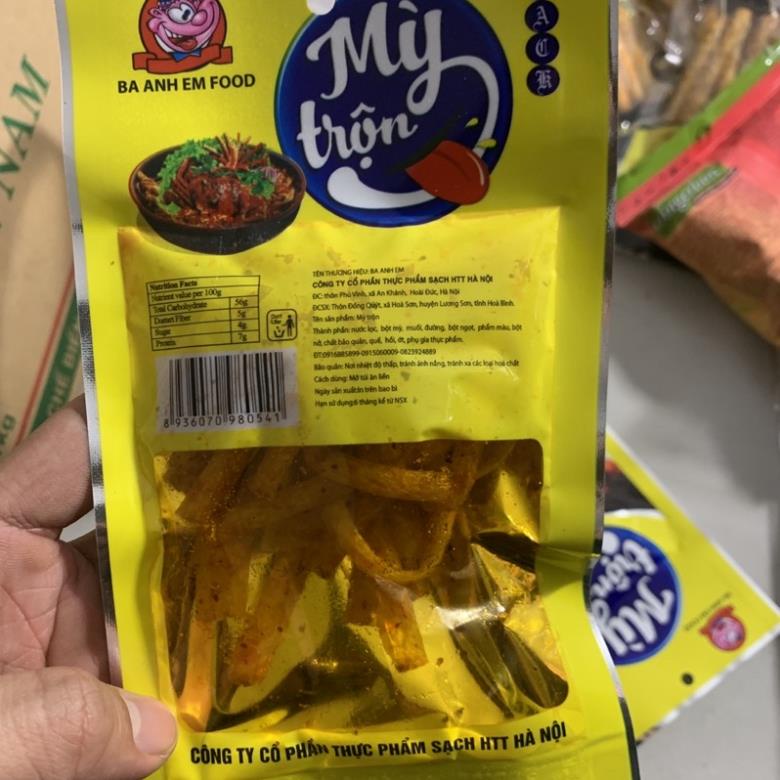 BA ANH EM FOOD
Mỳ
trộn
A
C
K
Nutrition Facts
Nutrient value per 100g
Total Carbohydrate 56g
Dianet Fiber 5g
Sugar 4g
Protein 7g
8 936070 980541
TÊN THƯƠNG HIỆU: BA ANH EM
CÔNG TY CỔ PHẦN THỰC PHẨM SẠCH HTT HÀ NỘI
ĐC: thôn Phú Vinh, xã An Khánh, Hoài Đức, Hà Nội
ĐCSX: Thôn Đồng Quýt, xã Hoà Sơn, huyện Lương Sơn, tỉnh Hoà Bình.
Tên sản phẩm: Mỳ trộn
Thành phần: nước lọc, bột mỳ, muối, đường, bột ngọt, phẩm màu, bột
nở, chất bảo quản, quế, hồi, ớt, phụ gia thực phẩm.
ĐT:0916885899-0915060009-0823924889
Bảo quản: Nơi nhiệt độ thấp, tránh ánh nắng, tránh xa các loại hoá chất
Cách dùng: Mở túi ăn liền
Ngày sản xuất:in trên bao bì
Hạn sử dụng:6 tháng kể từ NSX
CÔNG TY CỔ PHẦN THỰC PHẨM SẠCH HTT HÀ NỘI
NAM
Mỳ
trộn
BA ANH EM FOOD